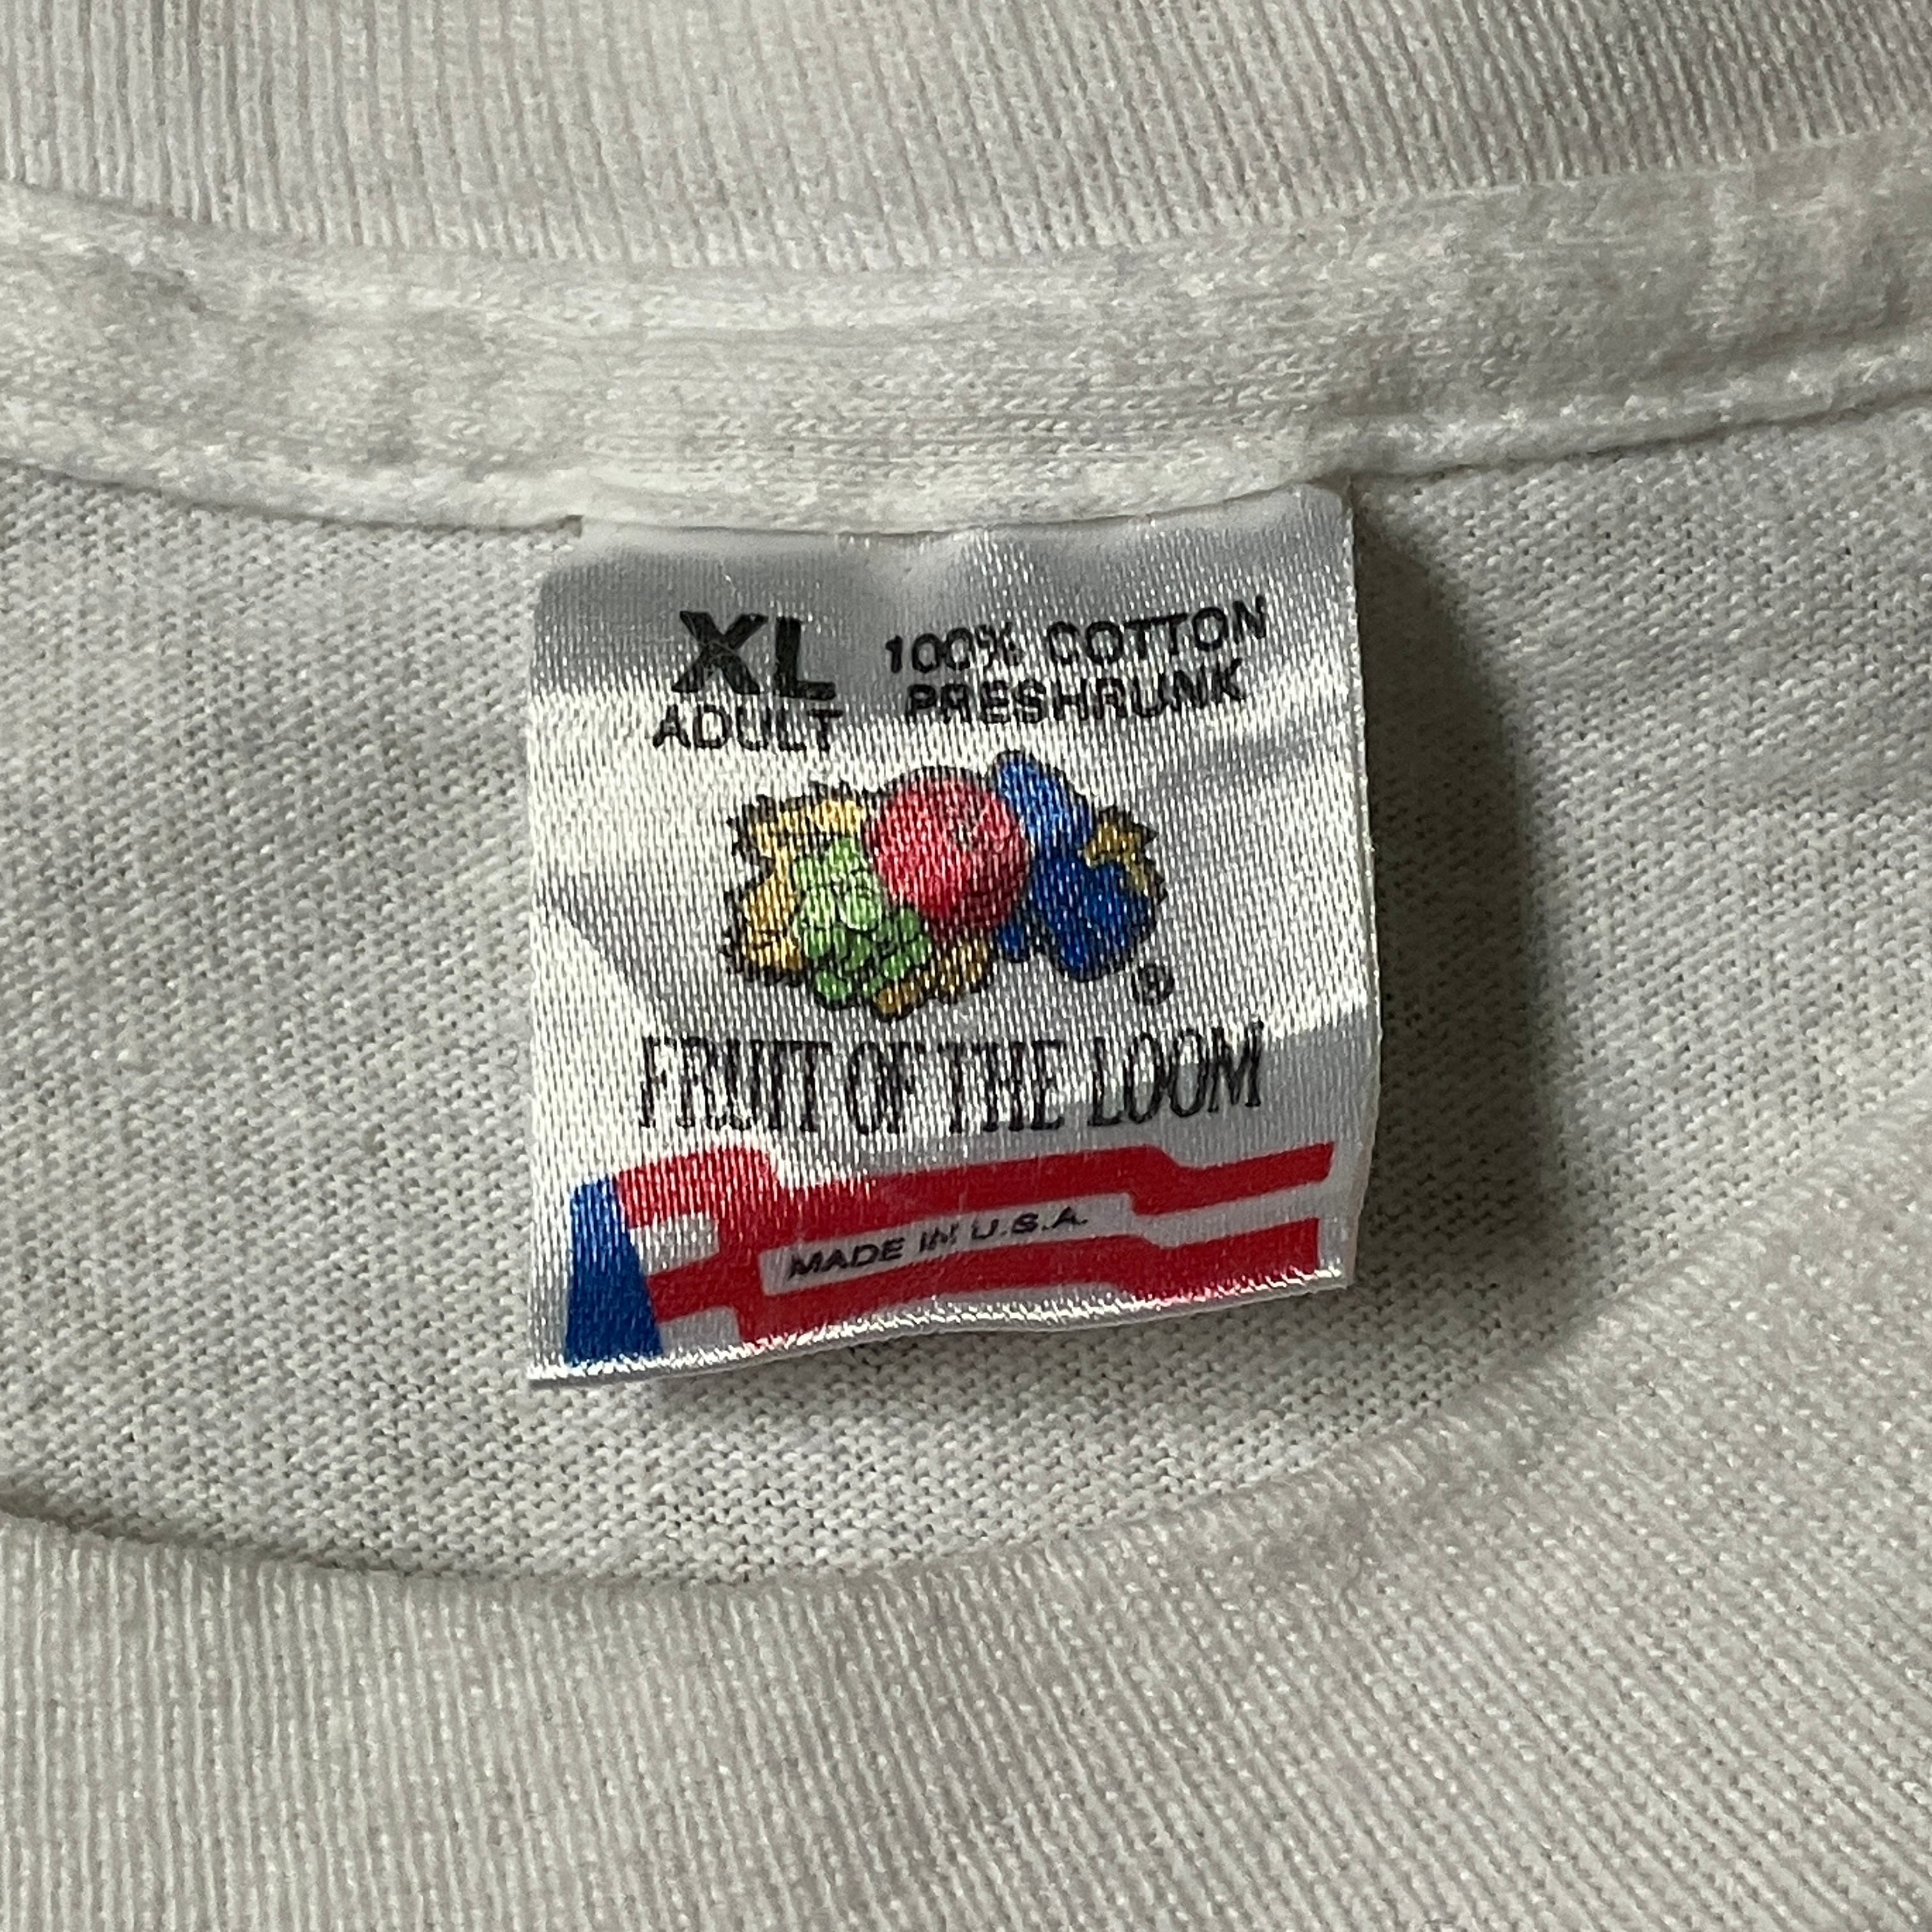 XL 100% COTTON
ADULT PRESHRUNK
®
FRUIT OF THE LOOM
MADE IN U.S.A.